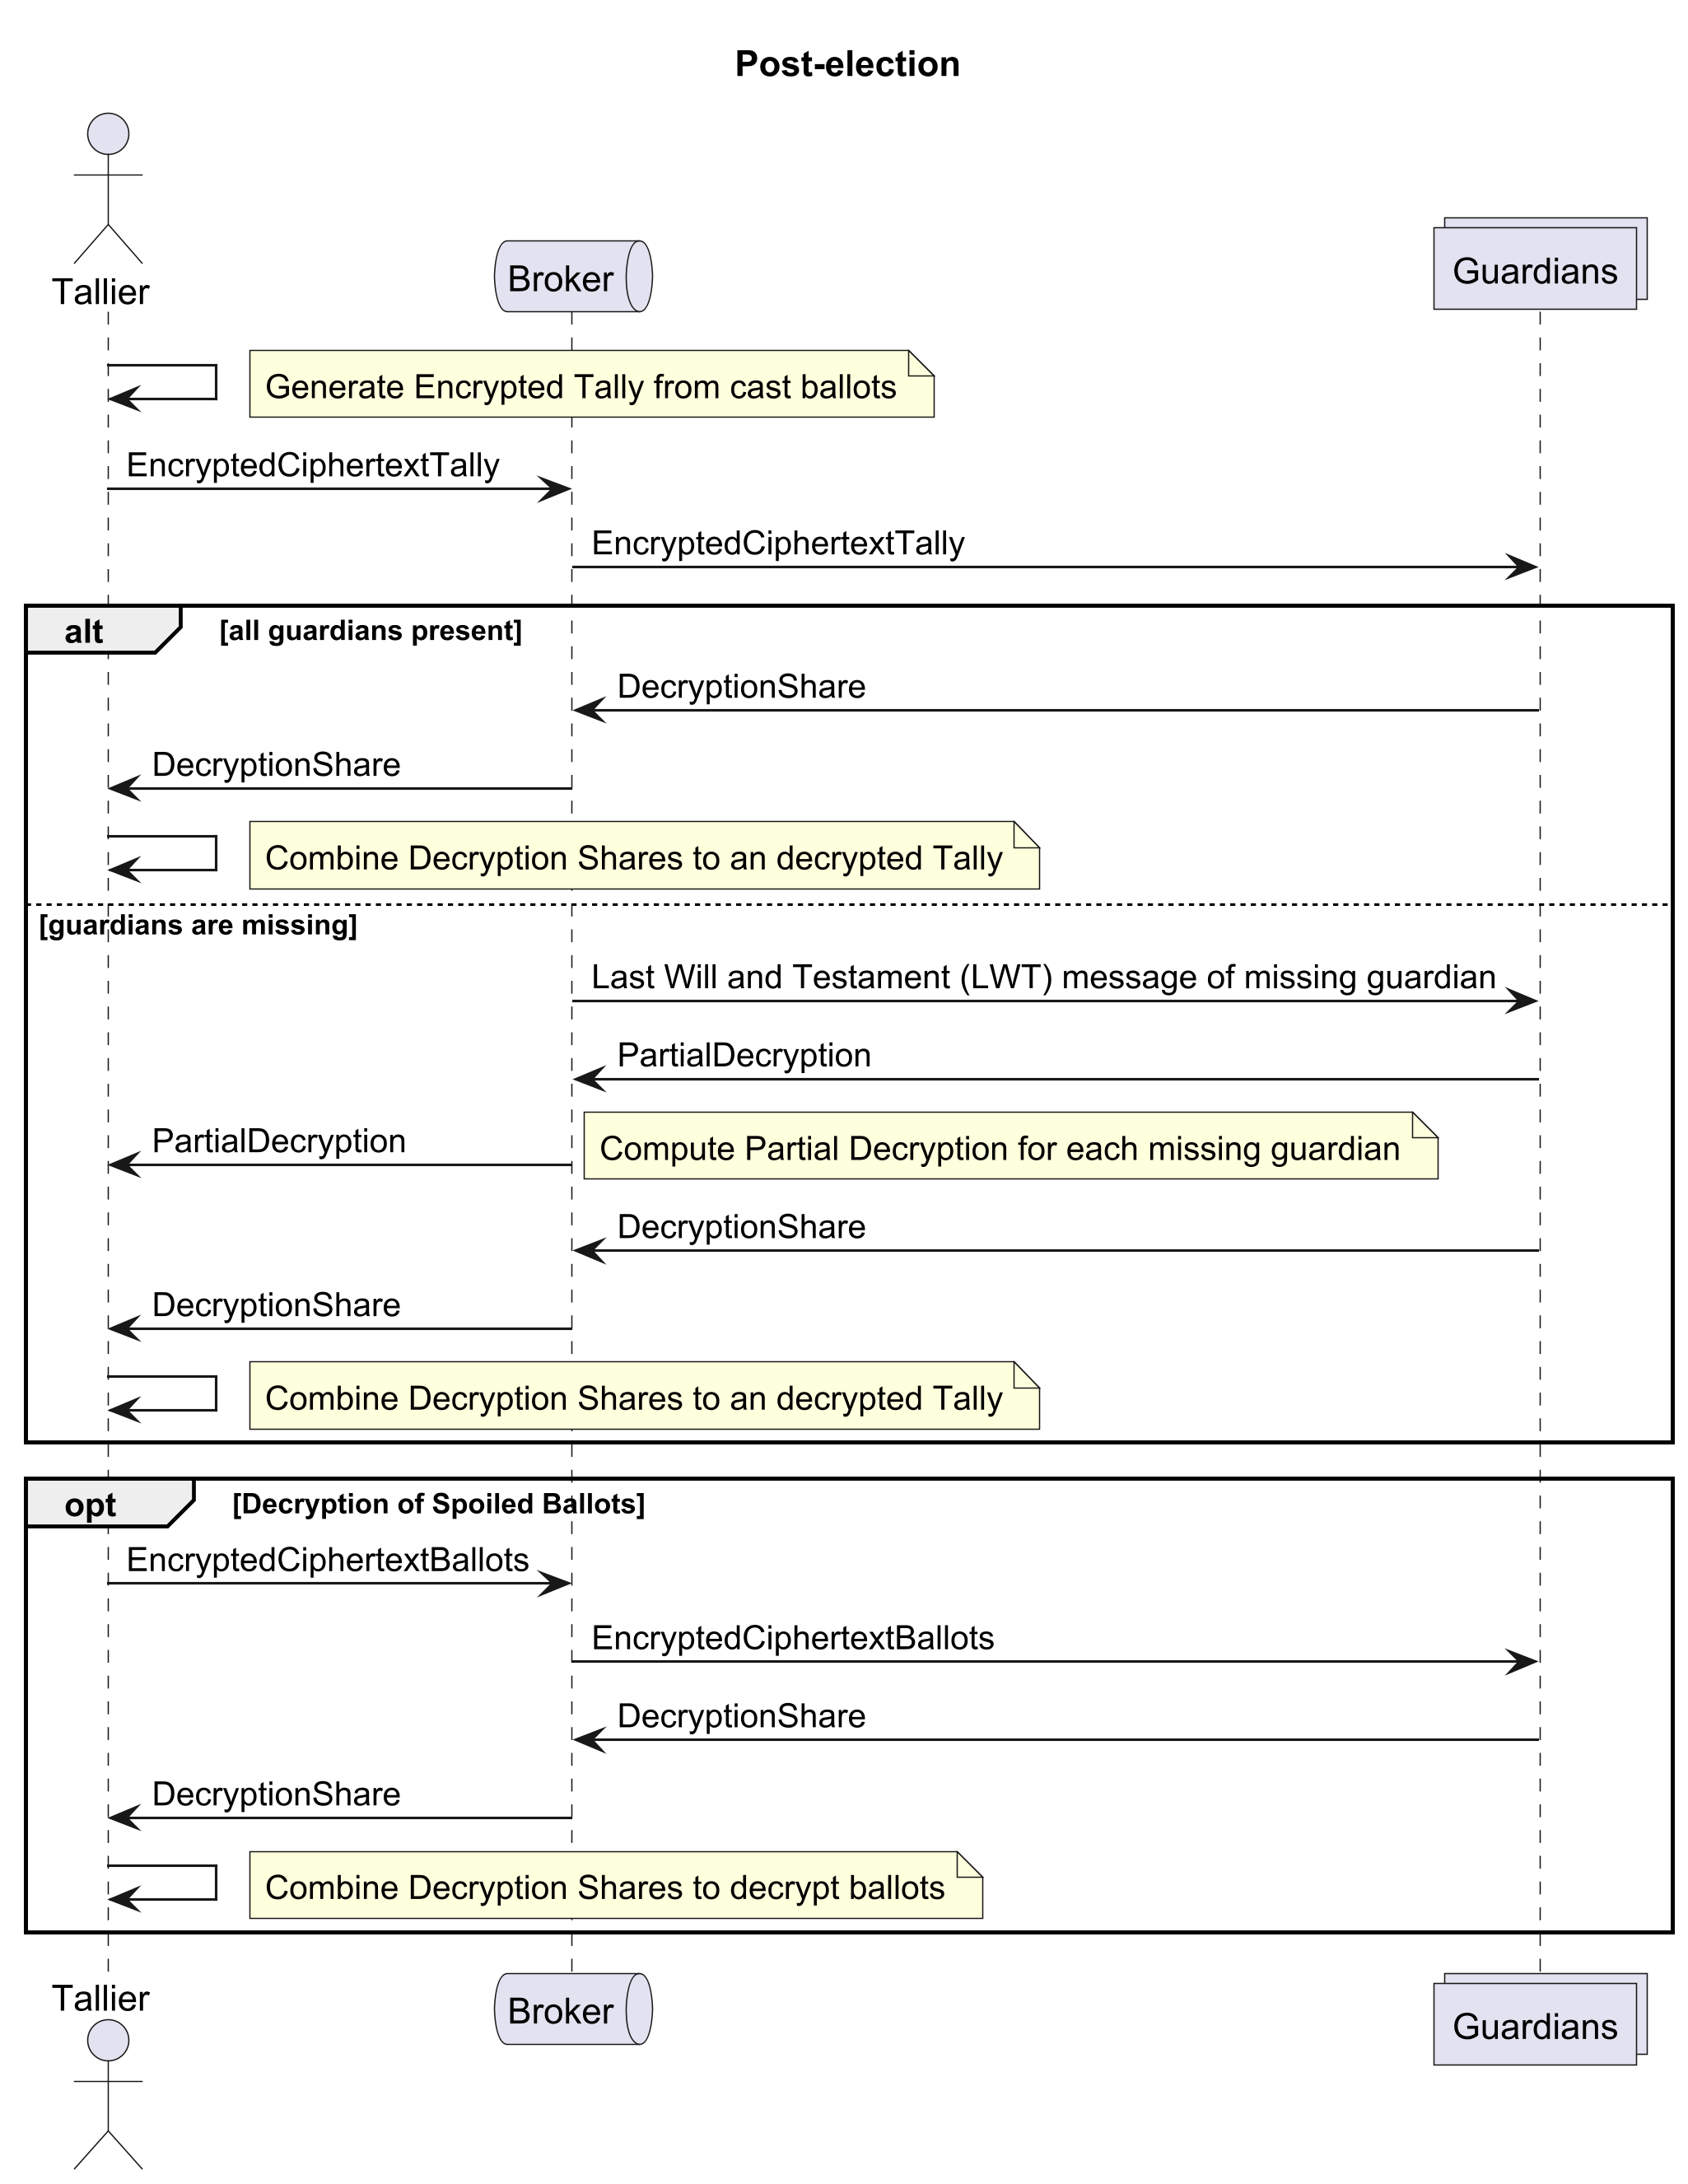 Post-election
Tallier
Broker
Guardians
Generate Encrypted Tally from cast ballots
EncryptedCiphertextTally
EncryptedCiphertextTally
alt
[all guardians present]
DecryptionShare
DecryptionShare
Combine Decryption Shares to an decrypted Tally
[guardians are missing]
Last Will and Testament (LWT) message of missing guardian
PartialDecryption
PartialDecryption
Compute Partial Decryption for each missing guardian
DecryptionShare
DecryptionShare
Combine Decryption Shares to an decrypted Tally
opt
[Decryption of Spoiled Ballots]
EncryptedCiphertextBallots
EncryptedCiphertextBallots
DecryptionShare
DecryptionShare
Combine Decryption Shares to decrypt ballots
Tallier
Broker
Guardians